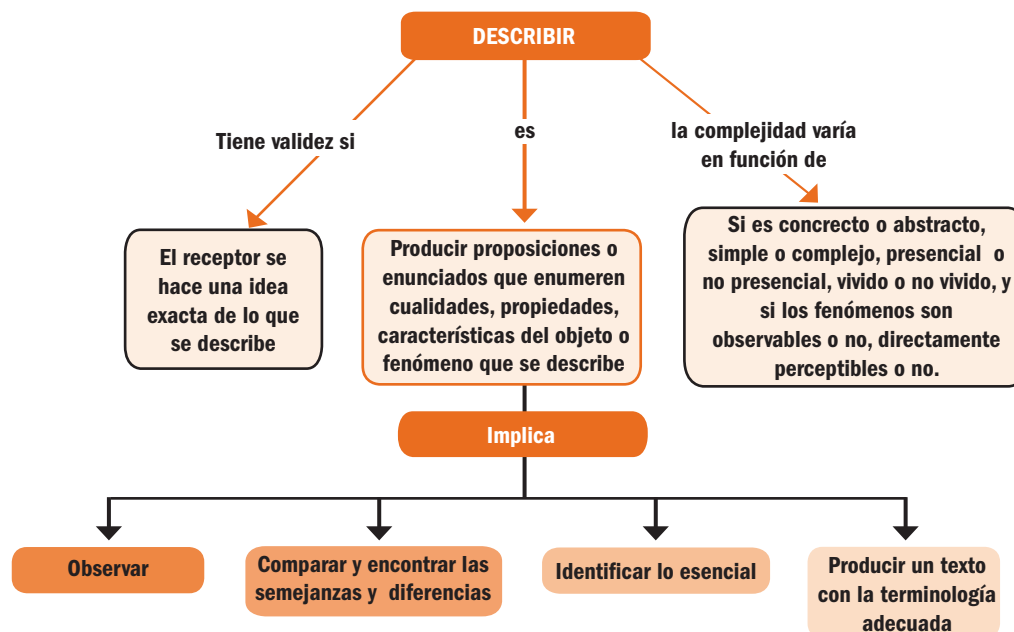 DESCRIBIR
Tiene validez si
es
la complejidad varía
en función de
El receptor se
hace una idea
exacta de lo que
se describe
Producir proposiciones o
enunciados que enumeren
cualidades, propiedades,
características del objeto o
fenómeno que se describe
Si es concrecto o abstracto,
simple o complejo, presencial o
no presencial, vivido o no vivido, y
si los fenómenos son
observables o no, directamente
perceptibles o no.
Implica
Observar
Comparar y encontrar las
semejanzas y diferencias
Identificar lo esencial
Producir un texto
con la terminología
adecuada